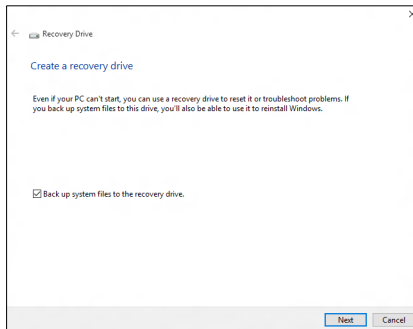 Recovery Drive
Create a recovery drive
Even if your PC can't start, you can use a recovery drive to reset it or troubleshoot problems. If
you back up system files to this drive, you'll also be able to use it to reinstall Windows.
Back up system files to the recovery drive.
Next Cancel